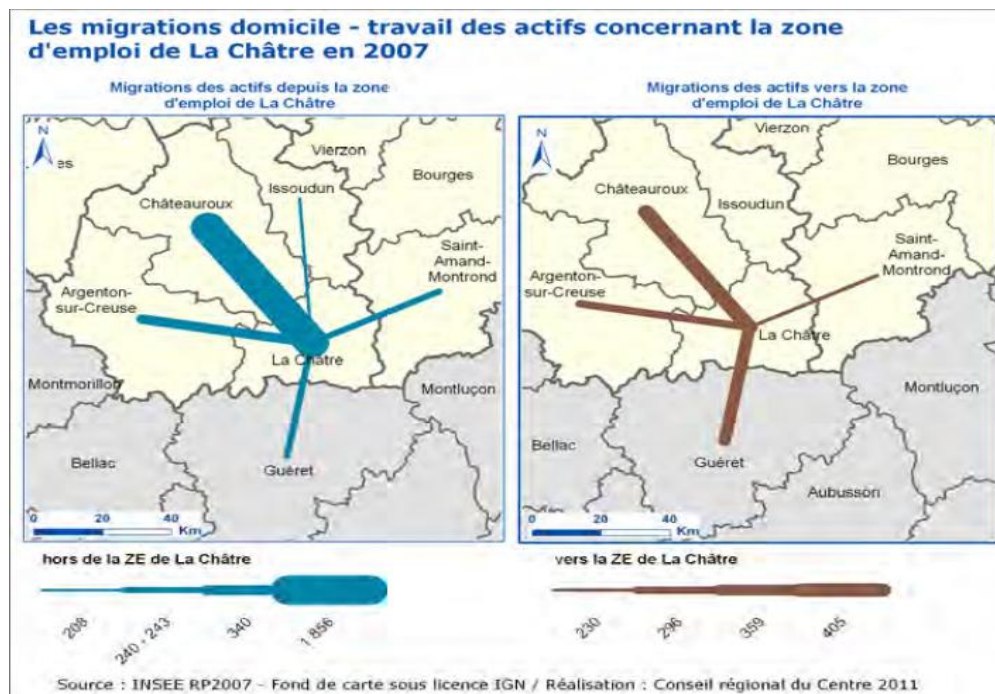 Les migrations domicile - travail des actifs concernant la zone
d'emploi de La Châtre en 2007
Migrations des actifs depuis la zone
d'emploi de La Châtre
N
es
Vierzon
Bourges
Issoudun
Châteauroux
Saint-
Amand-
Montrond
Argenton-
sur-Creuse
La Châtre
Montmorillon
Montluçon
Bellac
Guéret
0 20 40
Km
hors de la ZE de La Châtre
208
240 - 243
340
1 856
Migrations des actifs vers la zone
d'emploi de La Châtre
N
Vierzon
Bourges
Châteauroux
Issoudun
Saint-
Amand-
Montrond
Argenton-
sur-Creuse
La Châtre
Montluçon
Bellac
Guéret
Aubusson
0 20 40
Km
vers la ZE de La Châtre
230
296
359
405
Source : INSEE RP2007 - Fond de carte sous licence IGN / Réalisation : Conseil régional du Centre 2011